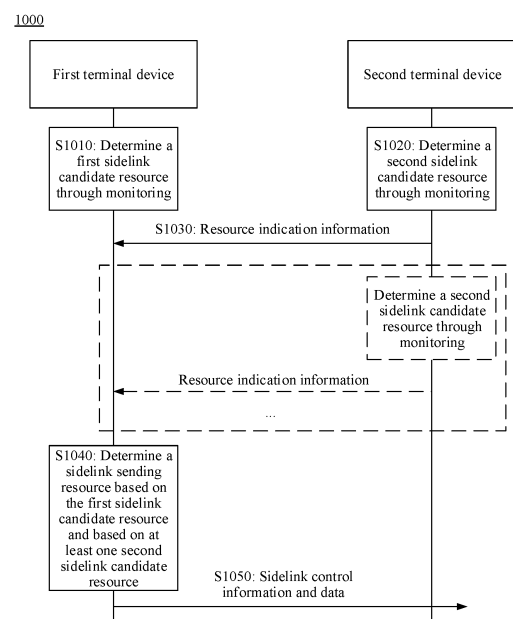 1000
First terminal device
Second terminal device
S1010: Determine a
first sidelink
candidate resource
through monitoring
S1020: Determine a
second sidelink
candidate resource
through monitoring
S1030: Resource indication information
Determine a second
sidelink candidate
resource through
monitoring
Resource indication information
...
S1040: Determine a
sidelink sending
resource based on
the first sidelink
candidate resource
and based on at
least one second
sidelink candidate
resource
S1050: Sidelink control
information and data